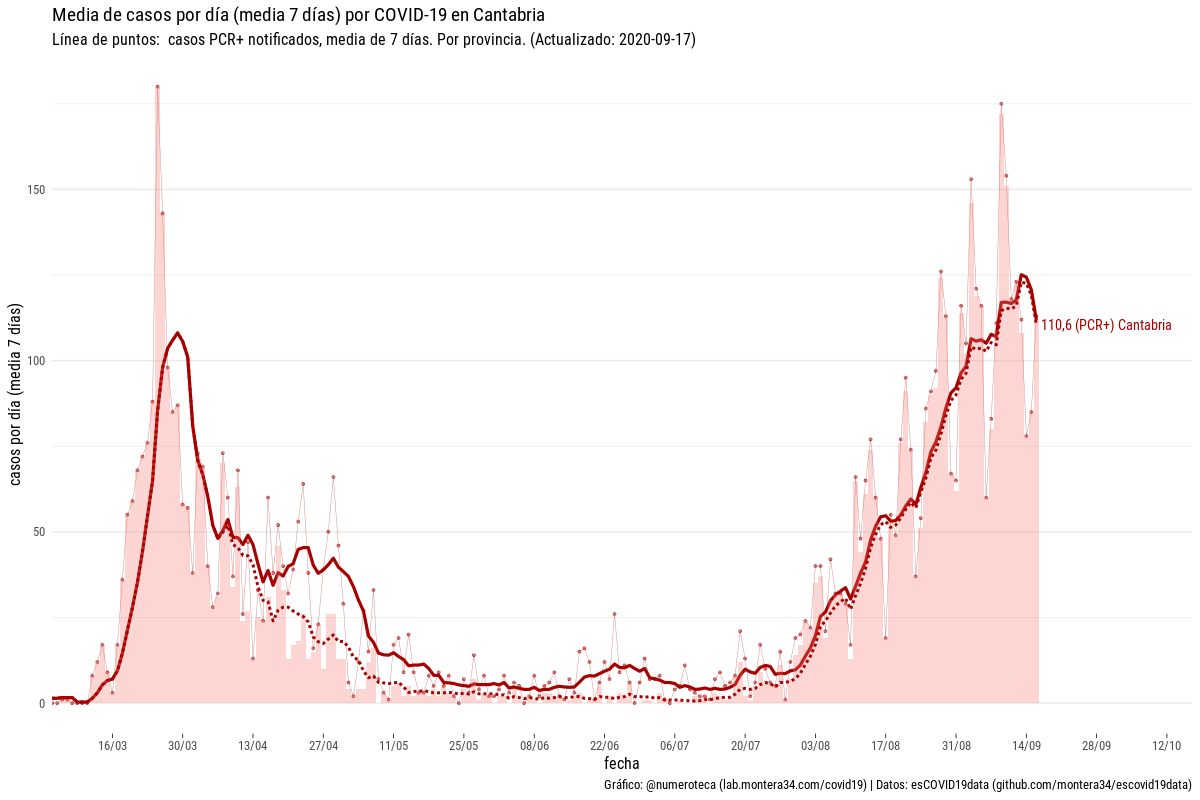 Media de casos por día (media 7 días) por COVID-19 en Cantabria
Línea de puntos:  casos PCR+ notificados, media de 7 días. Por provincia. (Actualizado: 2020-09-17)
casos por día (media 7 días)
150
100
50
0
110,6 (PCR+) Cantabria
16/03 30/03 13/04 27/04 11/05 25/05 08/06 22/06 06/07 20/07 03/08 17/08 31/08 14/09 28/09 12/10
fecha
Gráfico: @numeroteca (lab.montera34.com/covid19) | Datos: esCOVID19data (github.com/montera34/escovid19data)